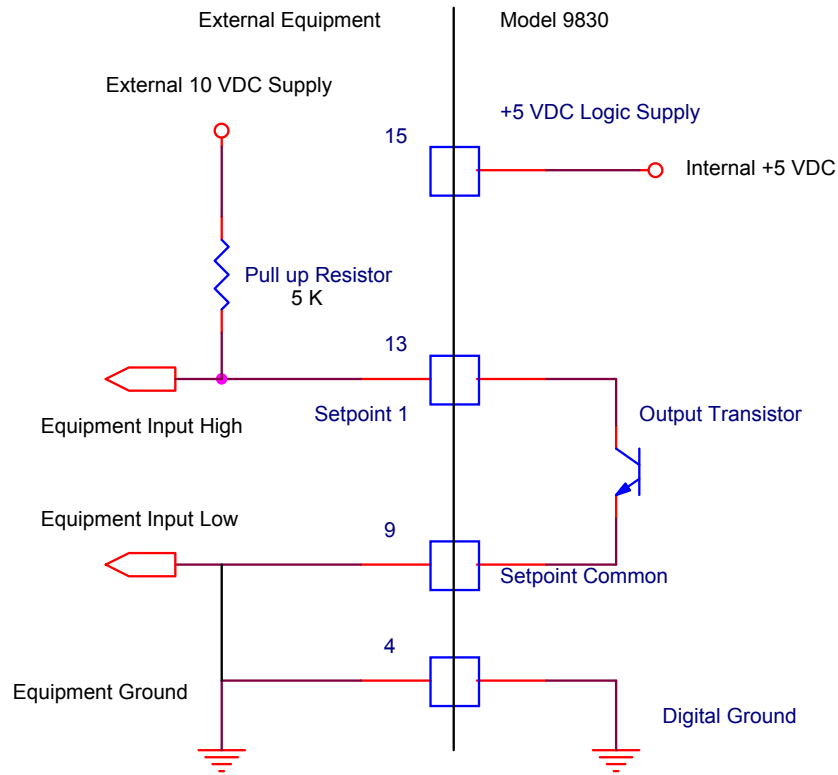 External Equipment
Model 9830
External 10 VDC Supply
15
+5 VDC Logic Supply
Internal +5 VDC
Pull up Resistor
5 K
13
Setpoint 1
Output Transistor
Equipment Input High
Equipment Input Low
9
Setpoint Common
4
Equipment Ground
Digital Ground